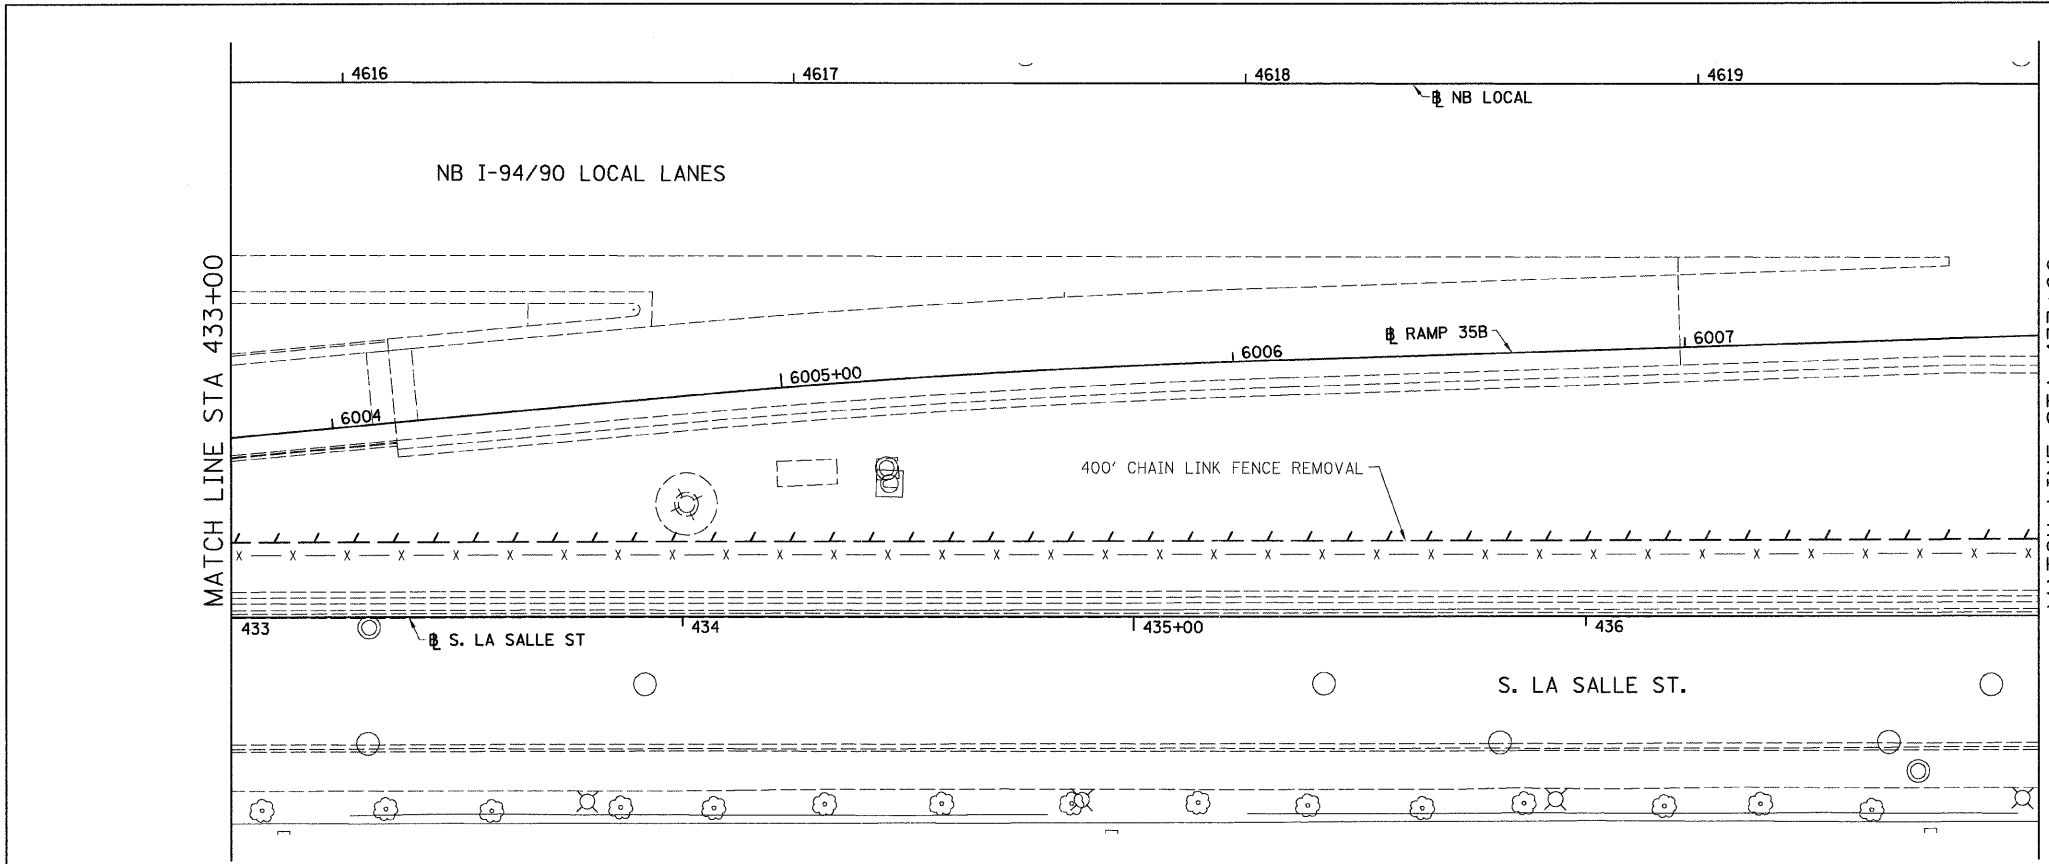 4616
4617
4618
4619
℄ NB LOCAL
NB I-94/90 LOCAL LANES
MATCH LINE STA 433+00
℄ RAMP 35B
6007
6006
6005+00
6004
400' CHAIN LINK FENCE REMOVAL
X X X X X X X X X X X X X X X X X X X X X X X X X X X X X X X X X X
433
434
435+00
436
℄ S. LA SALLE ST
S. LA SALLE ST.